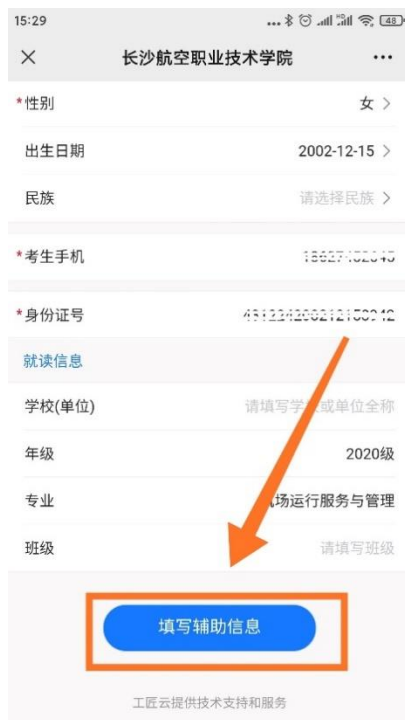 15:29
48
长沙航空职业技术学院
*性别 女
出生日期 2002-12-15
民族 请选择民族
*考生手机
*身份证号
就读信息
学校(单位) 请填写学 或单位全称
年级 2020级
专业 场运行服务与管理
班级 请填写班级
填写辅助信息
工匠云提供技术支持和服务